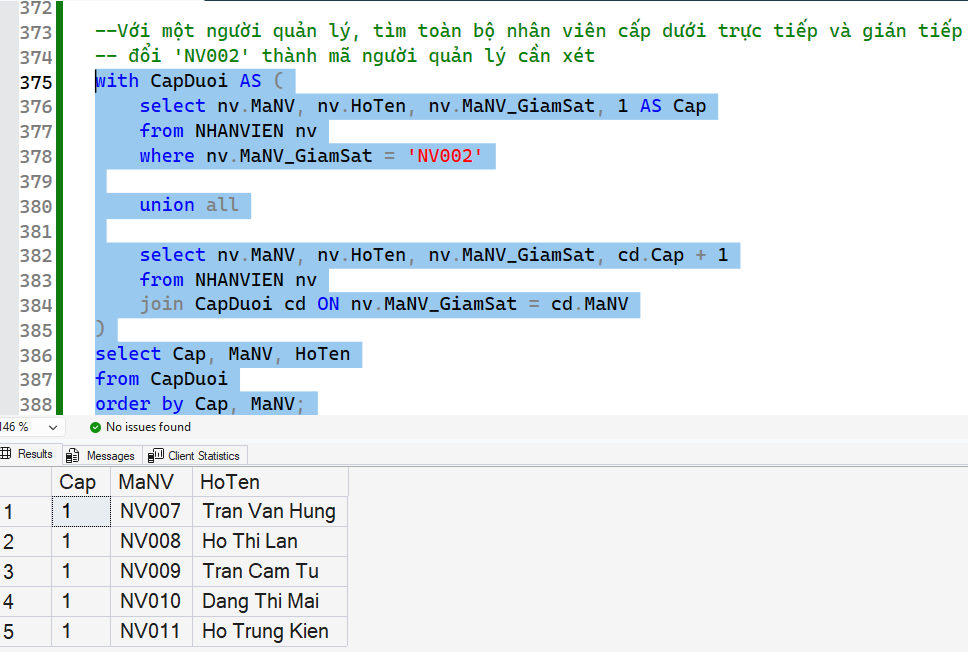 372
373 --Với một người quản lý, tìm toàn bộ nhân viên cấp dưới trực tiếp và gián tiếp
374 -- đổi 'NV002' thành mã người quản lý cần xét
375 with CapDuoi AS (
376 select nv.MaNV, nv.HoTen, nv.MaNV_GiamSat, 1 AS Cap
377 from NHANVIEN nv
378 where nv.MaNV_GiamSat = 'NV002'
379
380 union all
381
382 select nv.MaNV, nv.HoTen, nv.MaNV_GiamSat, cd.Cap + 1
383 from NHANVIEN nv
384 join CapDuoi cd ON nv.MaNV_GiamSat = cd.MaNV
385 )
386 select Cap, MaNV, HoTen
387 from CapDuoi
388 order by Cap, MaNV;
146 % No issues found
Results Messages Client Statistics
Cap MaNV HoTen
1 1 NV007 Tran Van Hung
2 1 NV008 Ho Thi Lan
3 1 NV009 Tran Cam Tu
4 1 NV010 Dang Thi Mai
5 1 NV011 Ho Trung Kien